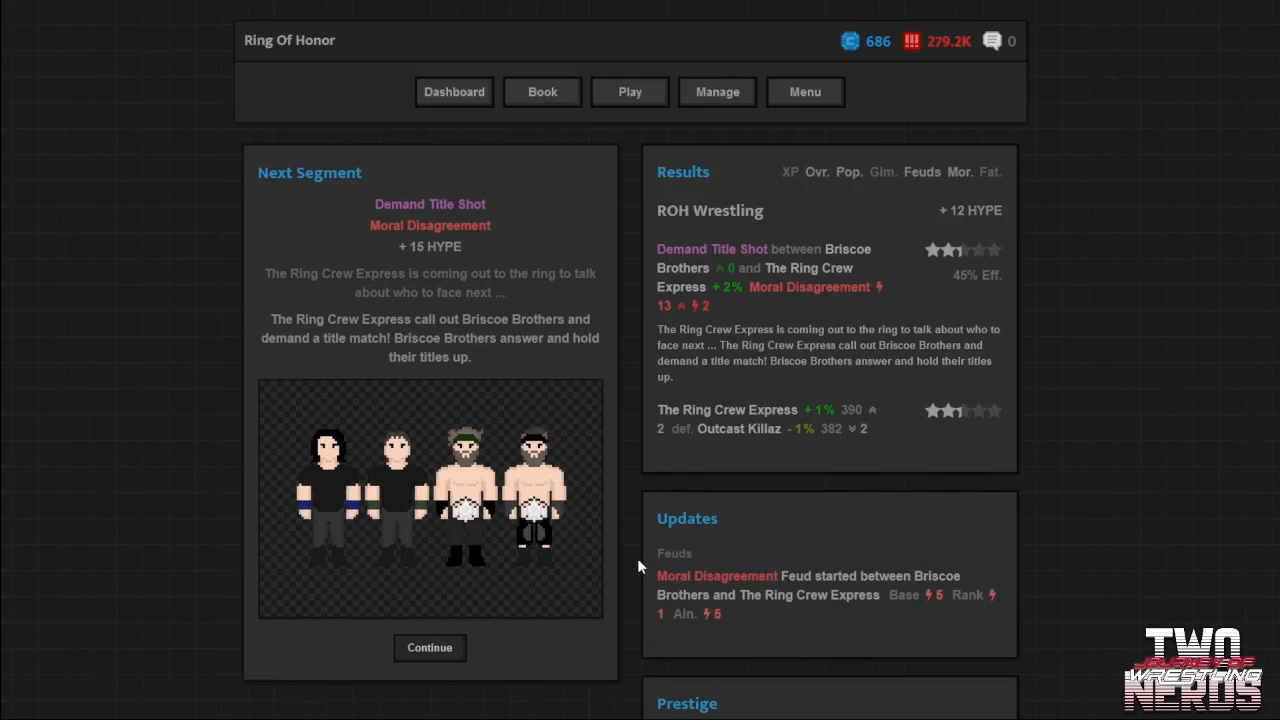 Ring Of Honor
686
279.2K
0
Dashboard
Book
Play
Manage
Menu
Next Segment
Demand Title Shot
Moral Disagreement
+ 15 HYPE
The Ring Crew Express is coming out to the ring to talk
about who to face next ...
The Ring Crew Express call out Briscoe Brothers and
demand a title match! Briscoe Brothers answer and hold
their titles up.
Continue
Results
XP Ovr. Pop. Gim. Feuds Mor. Fat.
ROH Wrestling
+ 12 HYPE
Demand Title Shot between Briscoe
Brothers 0 and The Ring Crew
Express + 2% Moral Disagreement
13 2
45% Eff.
The Ring Crew Express is coming out to the ring to talk about who to
face next ... The Ring Crew Express call out Briscoe Brothers and
demand a title match! Briscoe Brothers answer and hold their titles
up.
The Ring Crew Express + 1% 390
2 def. Outcast Killaz - 1% 382 2
Updates
Feuds
Moral Disagreement Feud started between Briscoe
Brothers and The Ring Crew Express Base 5 Rank
1 Aln. 5
Prestige
TWO
JOURNEY OF
WRESTLING
NERDS